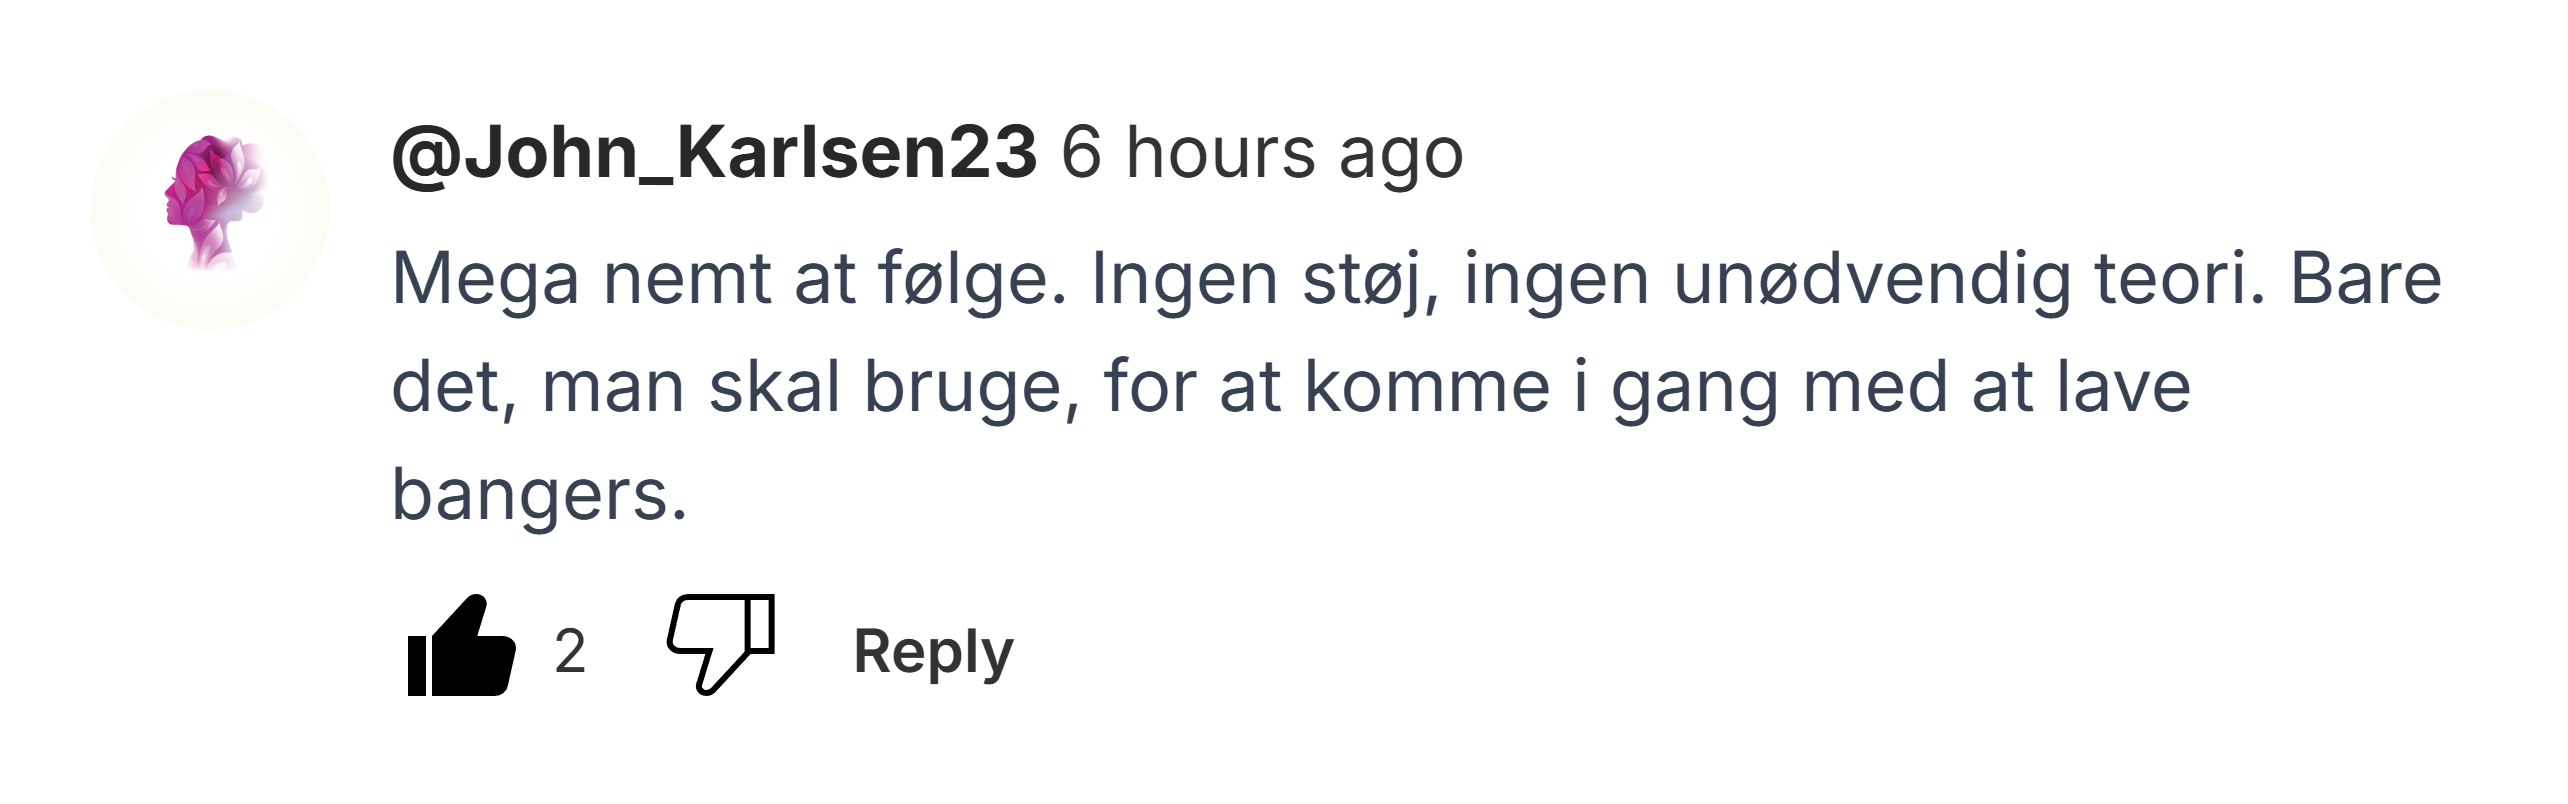 @John_Karlsen23 6 hours ago
Mega nemt at følge. Ingen støj, ingen unødvendig teori. Bare
det, man skal bruge, for at komme i gang med at lave
bangers.
2 Reply